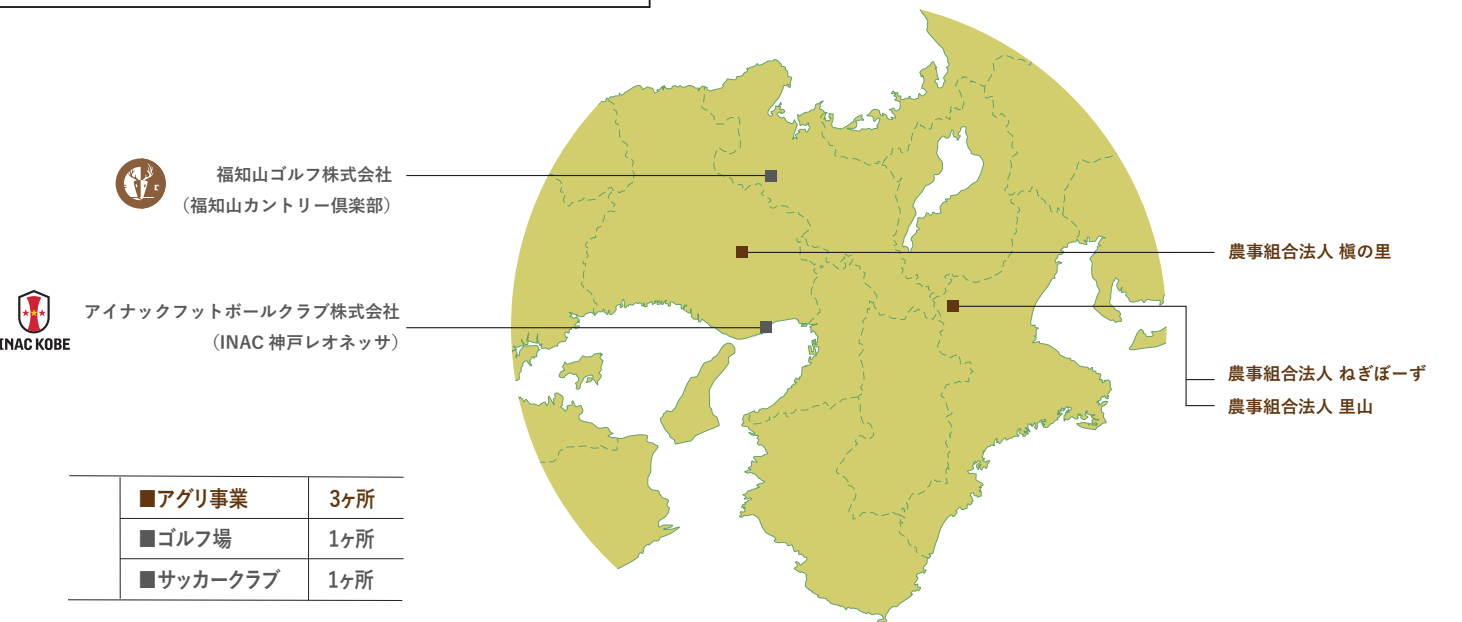 福知山ゴルフ株式会社
（福知山カントリー倶楽部）
アイナックフットボールクラブ株式会社
（INAC 神戸レオネッサ）
INAC KOBE
農事組合法人 槇の里
農事組合法人 ねぎぼーず
農事組合法人 里山
■アグリ事業 3ヶ所
■ゴルフ場 1ヶ所
■サッカークラブ 1ヶ所